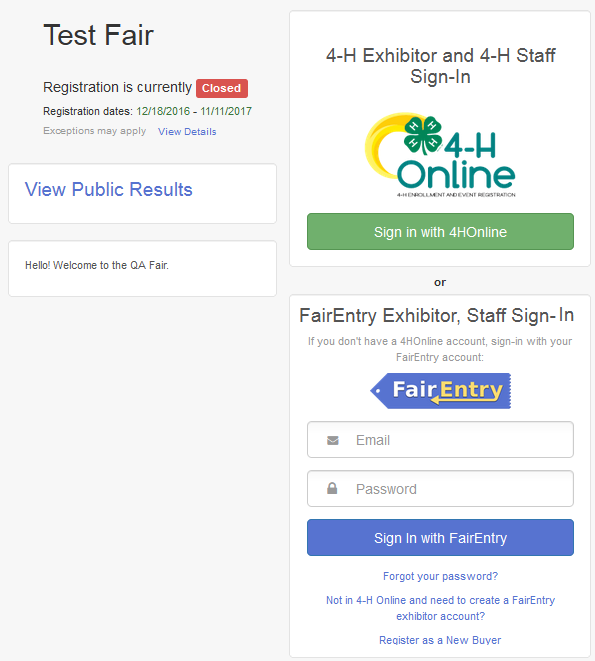 Test Fair
Registration is currently Closed
Registration dates: 12/18/2016 - 11/11/2017
Exceptions may apply View Details
View Public Results
Hello! Welcome to the QA Fair.
4-H Exhibitor and 4-H Staff
Sign-In
H H H H
4-H
Online
4-H ENROLLMENT AND EVENT REGISTRATION
Sign in with 4HOnline
or
FairEntry Exhibitor, Staff Sign-In
If you don't have a 4HOnline account, sign-in with your
FairEntry account:
FairEntry
Email
Password
Sign In with FairEntry
Forgot your password?
Not in 4-H Online and need to create a FairEntry
exhibitor account?
Register as a New Buyer